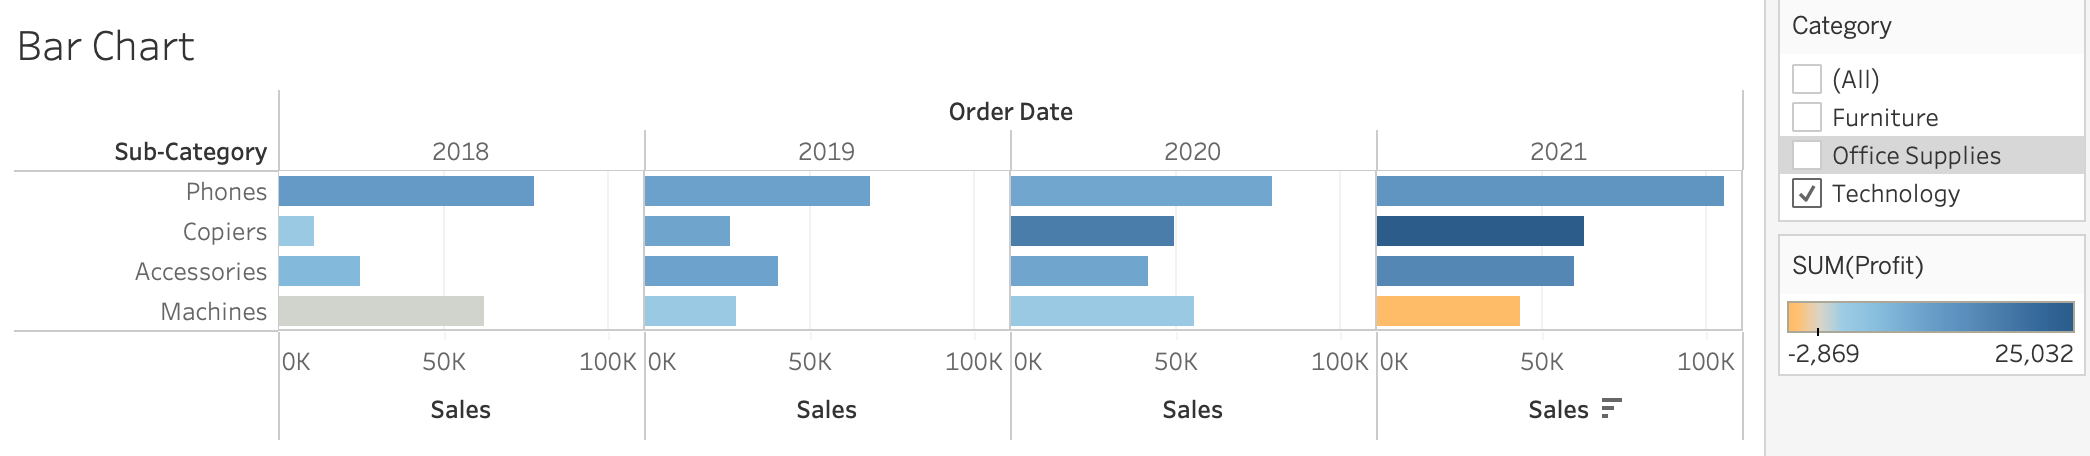 Bar Chart
Order Date
Sub-Category 2018 2019 2020 2021
Phones
Copiers
Accessories
Machines
0K 50K 100K 0K 50K 100K 0K 50K 100K 0K 50K 100K
Sales Sales Sales Sales
Category
(All)
Furniture
Office Supplies
Technology
SUM(Profit)
-2,869 25,032